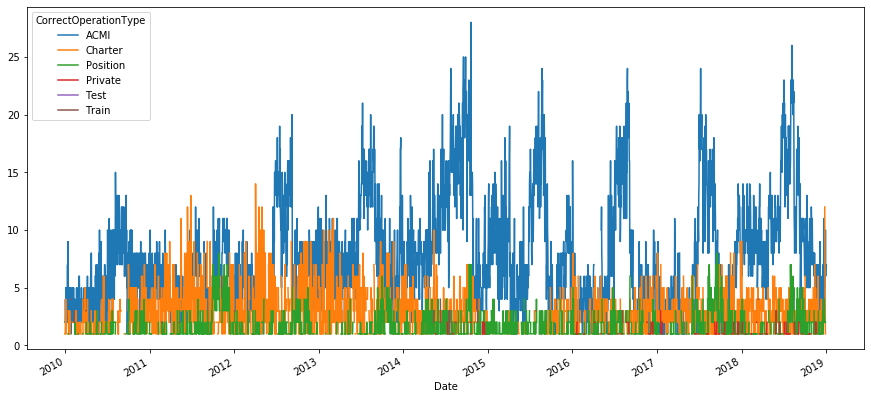 CorrectOperationType
ACMI
Charter
Position
Private
Test
Train
25
20
15
10
5
0
2010
2011
2012
2013
2014
2015
2016
2017
2018
2019
Date